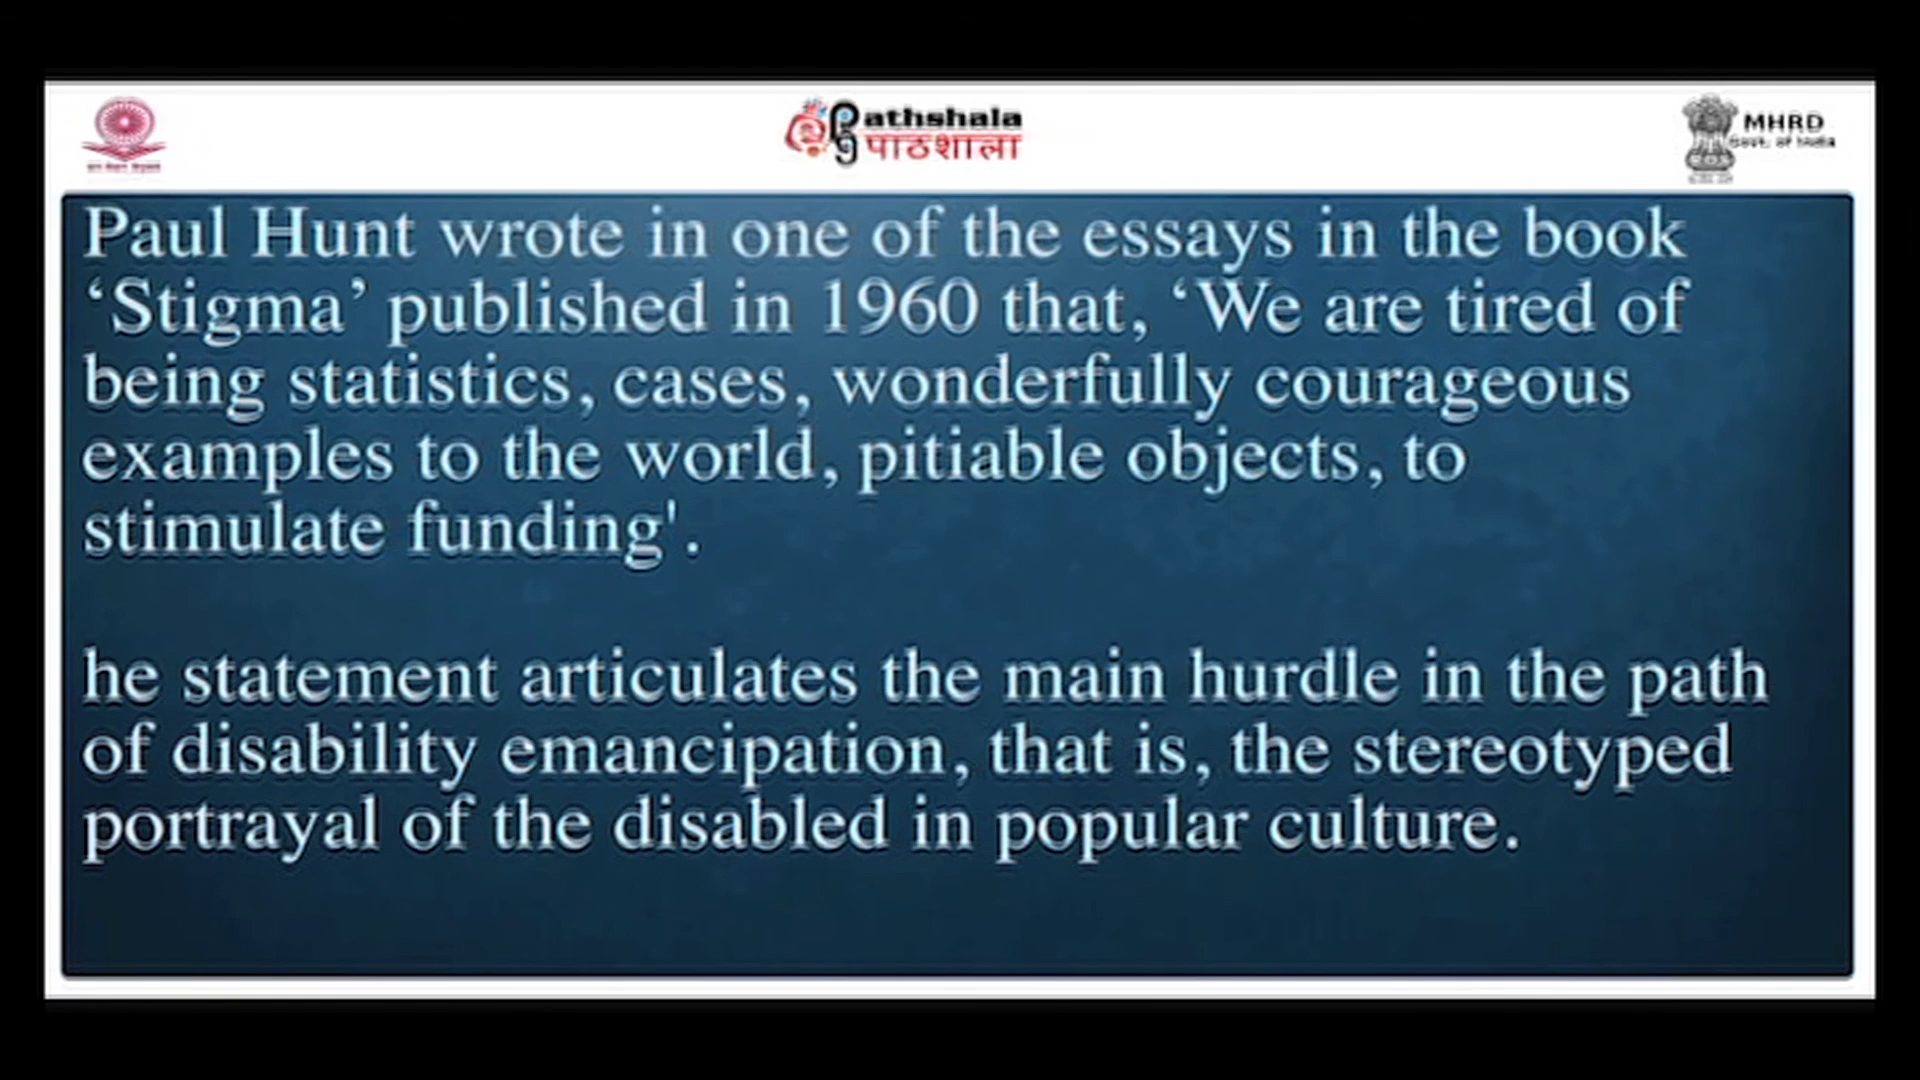 Pathshala
पाठशाला
MHRD
Govt. of India
Paul Hunt wrote in one of the essays in the book
‘Stigma’ published in 1960 that, ‘We are tired of
being statistics, cases, wonderfully courageous
examples to the world, pitiable objects, to
stimulate funding'.
he statement articulates the main hurdle in the path
of disability emancipation, that is, the stereotyped
portrayal of the disabled in popular culture.